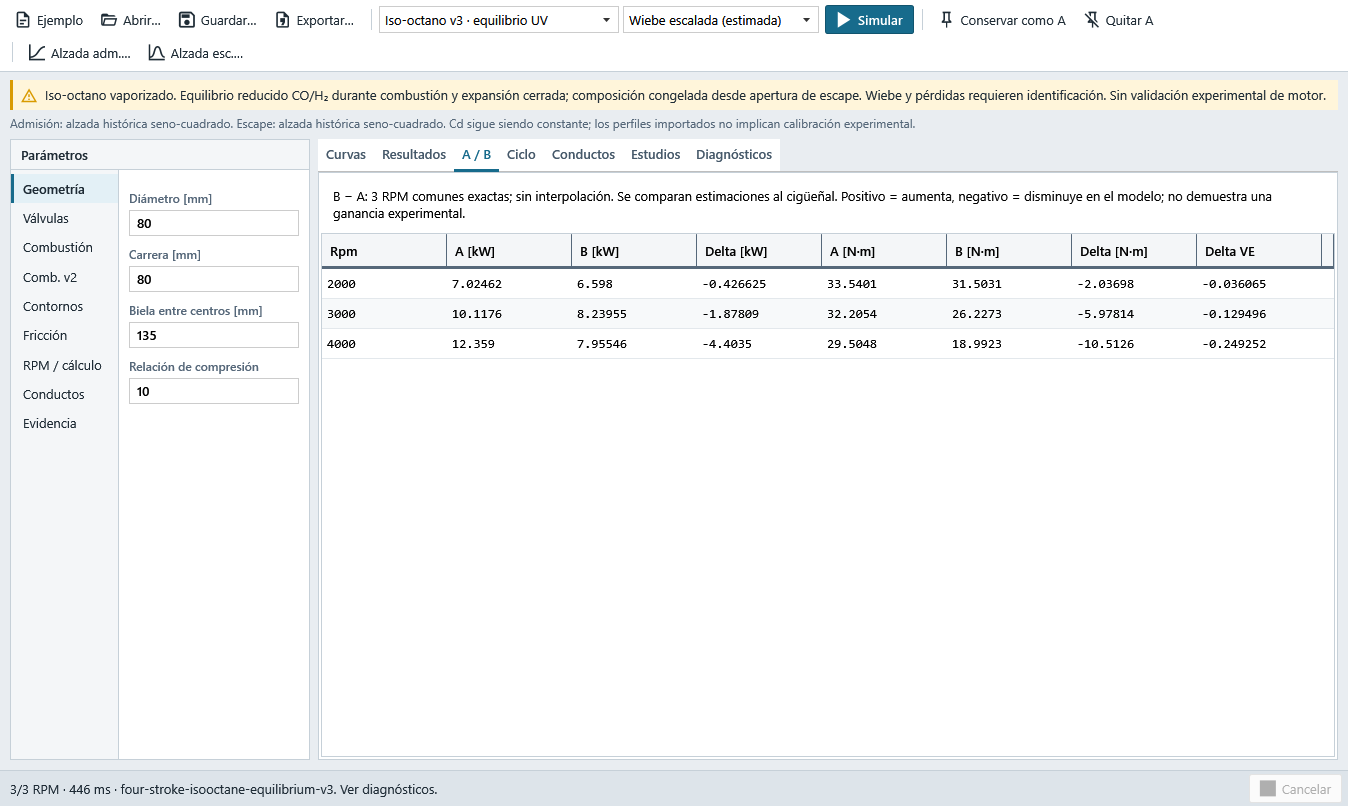 Ejemplo Abrir... Guardar... Exportar... Iso-octano v3 · equilibrio UV Wiebe escalada (estimada) Simular Conservar como A Quitar A
Alzada adm.... Alzada esc....
Iso-octano vaporizado. Equilibrio reducido CO/H₂ durante combustión y expansión cerrada; composición congelada desde apertura de escape. Wiebe y pérdidas requieren identificación. Sin validación experimental de motor.
Admisión: alzada histórica seno-cuadrado. Escape: alzada histórica seno-cuadrado. Cd sigue siendo constante; los perfiles importados no implican calibración experimental.
Parámetros
Geometría
Válvulas
Combustión
Comb. v2
Contornos
Fricción
RPM / cálculo
Conductos
Evidencia
Diámetro [mm]
80
Carrera [mm]
80
Biela entre centros [mm]
135
Relación de compresión
10
Curvas Resultados A / B Ciclo Conductos Estudios Diagnósticos
B − A: 3 RPM comunes exactas; sin interpolación. Se comparan estimaciones al cigüeñal. Positivo = aumenta, negativo = disminuye en el modelo; no demuestra una
ganancia experimental.
Rpm A [kW] B [kW] Delta [kW] A [N·m] B [N·m] Delta [N·m] Delta VE
2000 7.02462 6.598 -0.426625 33.5401 31.5031 -2.03698 -0.036065
3000 10.1176 8.23955 -1.87809 32.2054 26.2273 -5.97814 -0.129496
4000 12.359 7.95546 -4.4035 29.5048 18.9923 -10.5126 -0.249252
3/3 RPM · 446 ms · four-stroke-isooctane-equilibrium-v3. Ver diagnósticos.
Cancelar